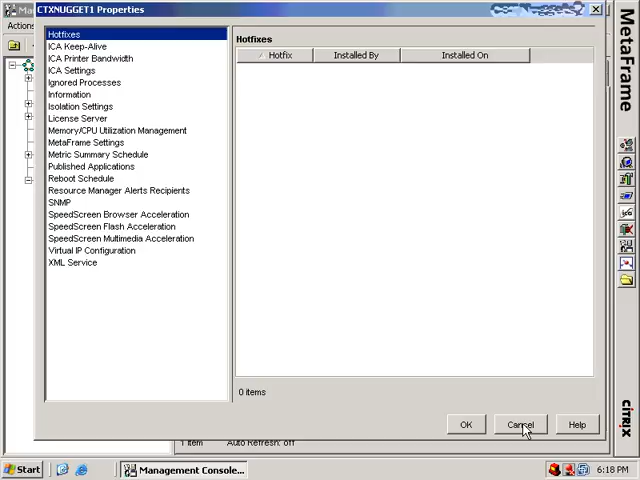 CTXNUGGET1 Properties
Actions
Hotfixes
ICA Keep-Alive
ICA Printer Bandwidth
ICA Settings
Ignored Processes
Information
Isolation Settings
License Server
Memory/CPU Utilization Management
MetaFrame Settings
Metric Summary Schedule
Published Applications
Reboot Schedule
Resource Manager Alerts Recipients
SNMP
SpeedScreen Browser Acceleration
SpeedScreen Flash Acceleration
SpeedScreen Multimedia Acceleration
Virtual IP Configuration
XML Service
Hotfixes
Hotfix Installed By Installed On
0 items
OK Cancel Help
1 item Auto Refresh: off
MetaFrame
CITRIX
Start Management Console... 6:18 PM